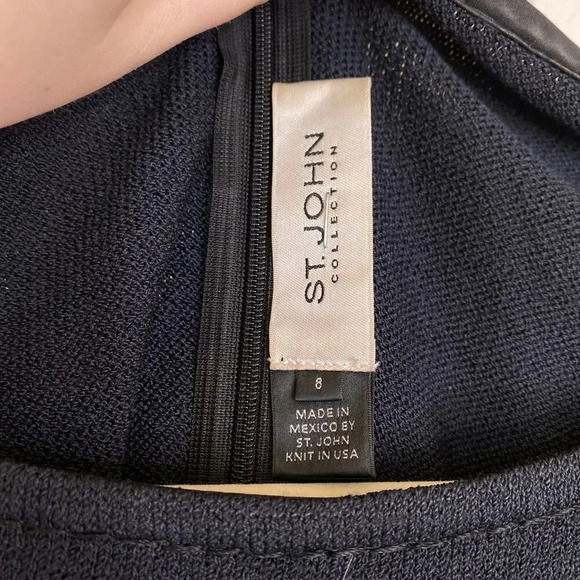 ST. JOHN
COLLECTION
8
MADE IN
MEXICO BY
ST. JOHN
KNIT IN USA